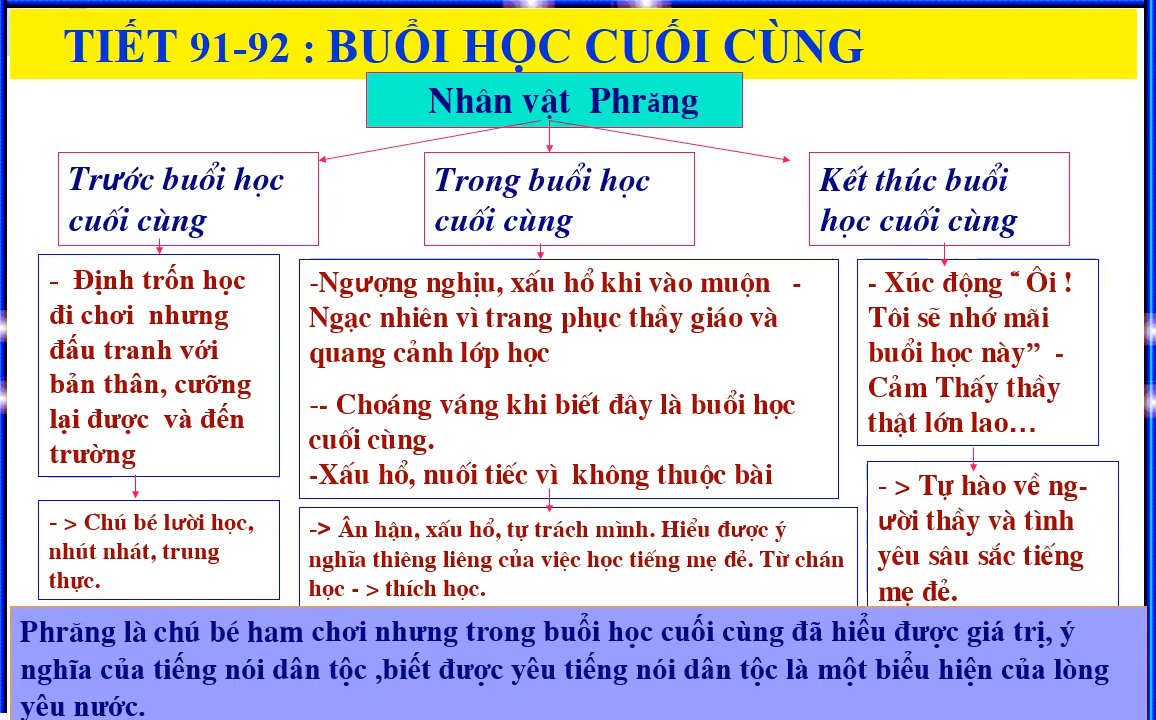 TIẾT 91-92 : BUỔI HỌC CUỐI CÙNG
Nhân vật Phrăng
Trước buổi học
cuối cùng
Trong buổi học
cuối cùng
Kết thúc buổi
học cuối cùng
- Định trốn học
đi chơi nhưng
đấu tranh với
bản thân, cưỡng
lại được và đến
trường
- > Chú bé lười học,
nhút nhát, trung
thực.
-Ngượng nghịu, xấu hổ khi vào muộn -
Ngạc nhiên vì trang phục thầy giáo và
quang cảnh lớp học
-- Choáng váng khi biết đây là buổi học
cuối cùng.
-Xấu hổ, nuối tiếc vì không thuộc bài
-> Ân hận, xấu hổ, tự trách mình. Hiểu được ý
nghĩa thiêng liêng của việc học tiếng mẹ đẻ. Từ chán
học - > thích học.
- Xúc động “ Ôi !
Tôi sẽ nhớ mãi
buổi học này” -
Cảm Thấy thầy
thật lớn lao…
- > Tự hào về ng-
ười thầy và tình
yêu sâu sắc tiếng
mẹ đẻ.
Phrăng là chú bé ham chơi nhưng trong buổi học cuối cùng đã hiểu được giá trị, ý
nghĩa của tiếng nói dân tộc ,biết được yêu tiếng nói dân tộc là một biểu hiện của lòng
yêu nước.